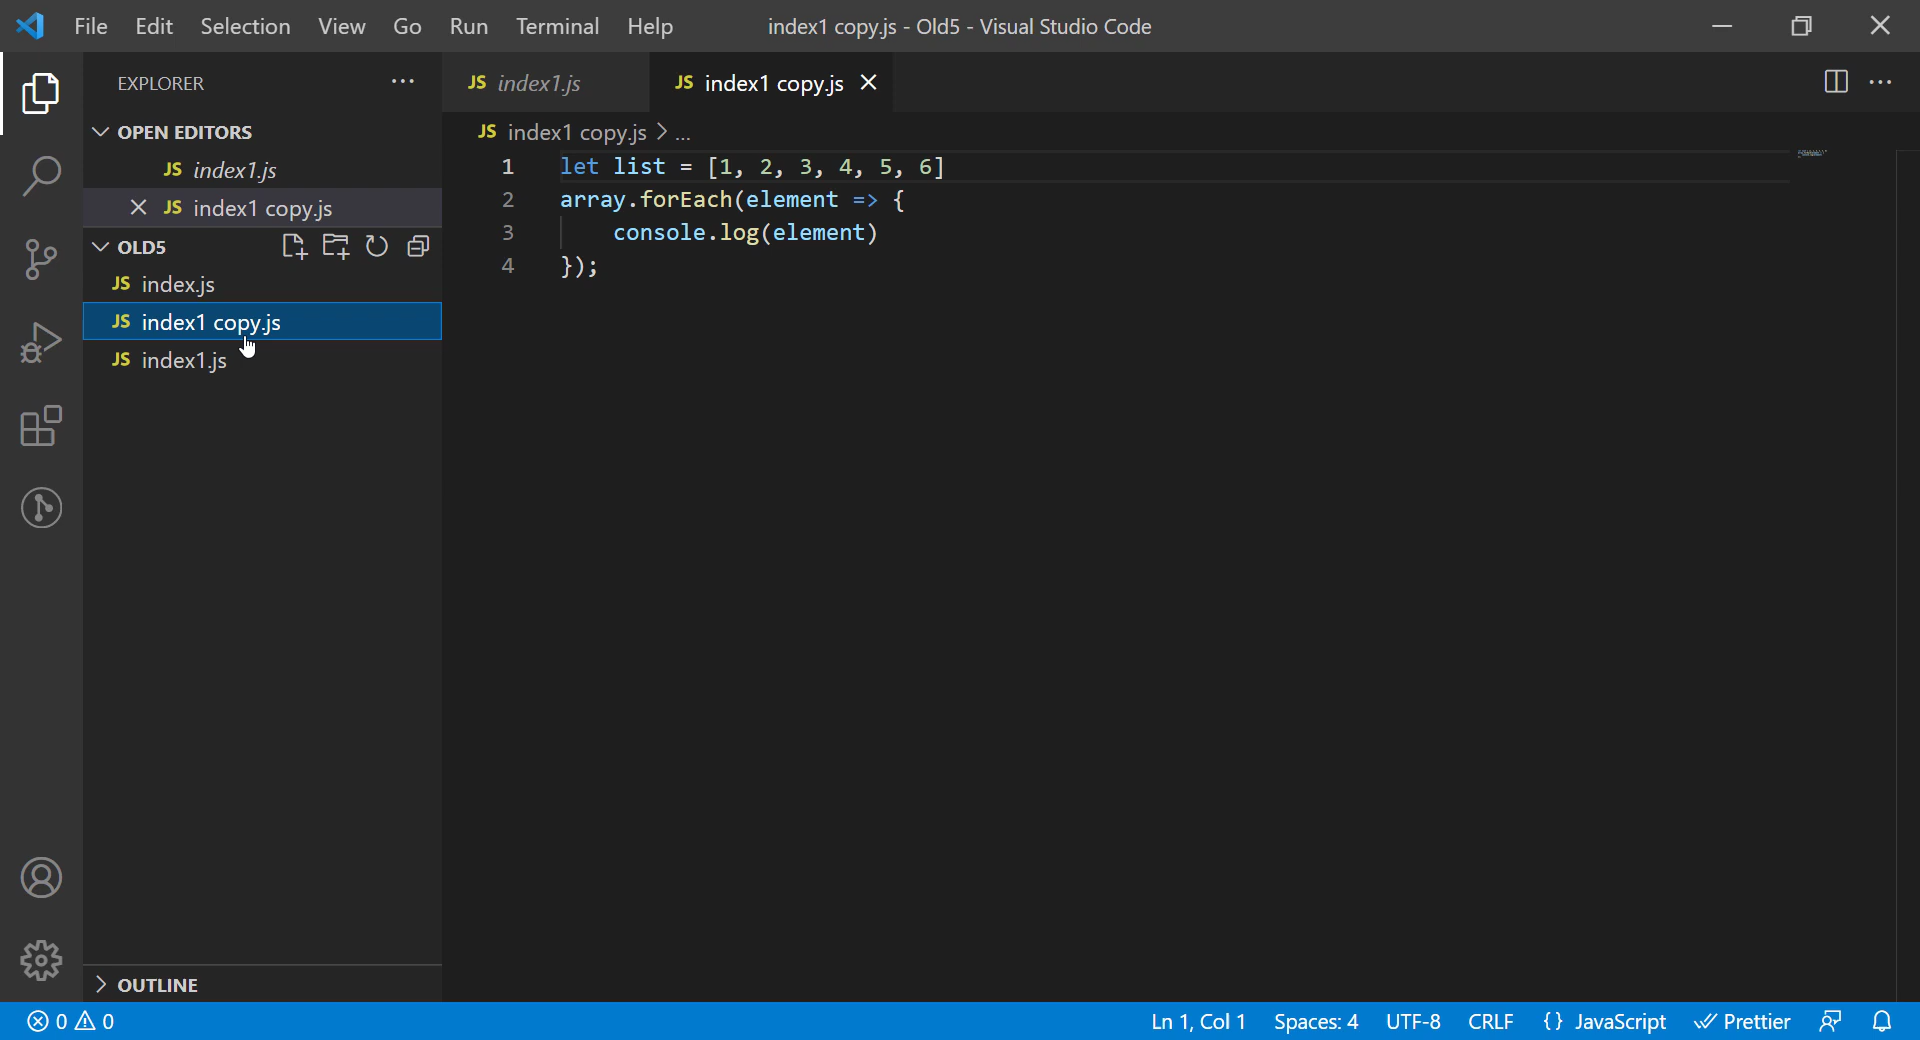 File Edit Selection View Go Run Terminal Help index1 copy.js - Old5 - Visual Studio Code
EXPLORER
OPEN EDITORS
JS index1.js
JS index1 copy.js
OLD5
JS index.js
JS index1 copy.js
JS index1.js
OUTLINE
JS index1.js JS index1 copy.js
JS index1 copy.js > ...
1 let list = [1, 2, 3, 4, 5, 6]
2 array.forEach(element => {
3 console.log(element)
4 });
0 0 Ln 1, Col 1 Spaces: 4 UTF-8 CRLF {} JavaScript Prettier